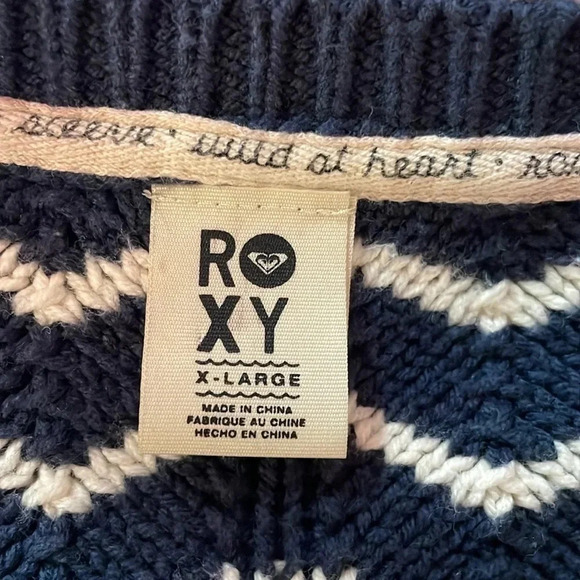 wild at heart •
ROXY
X-LARGE
MADE IN CHINA
FABRIQUE AU CHINE
HECHO EN CHINA